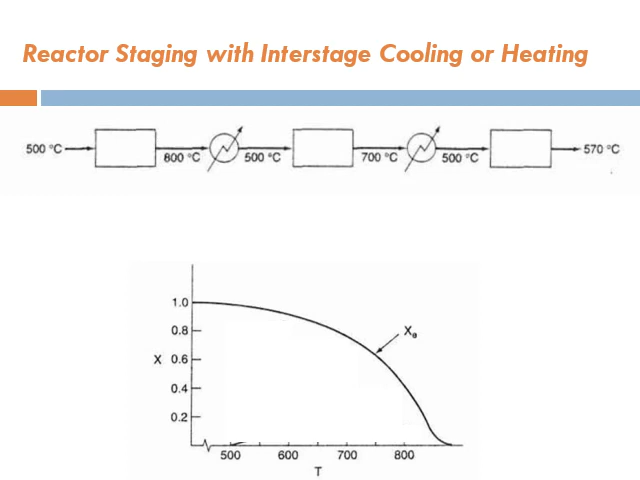 Reactor Staging with Interstage Cooling or Heating
500 °C
800 °C
500 °C
700 °C
500 °C
570 °C
1.0
0.8
X 0.6
0.4
0.2
Xe
500 600 700 800
T